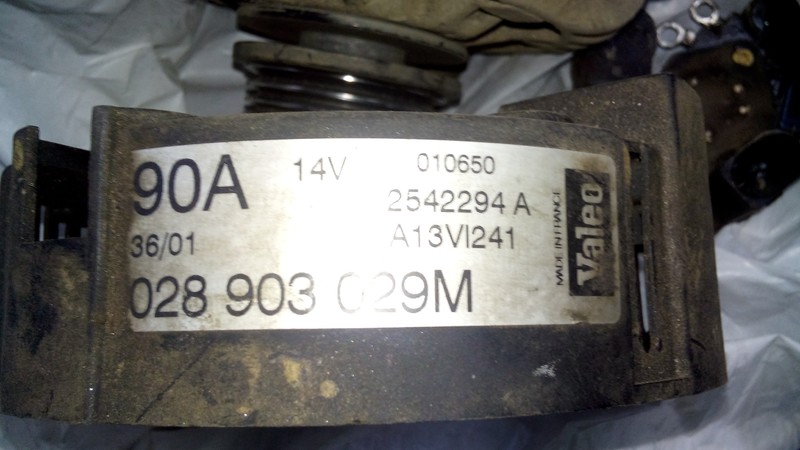 90A 14V 010650
2542294 A
36/01 A13VI241
028 903 029M
MADE IN FRANCE
Valeo